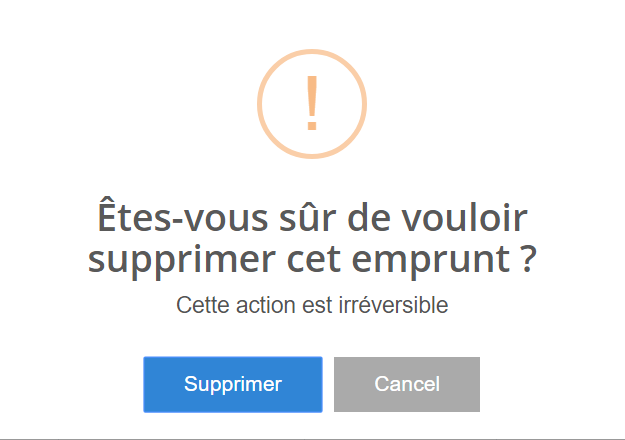 !
Êtes-vous sûr de vouloir
supprimer cet emprunt ?
Cette action est irréversible
Supprimer
Cancel